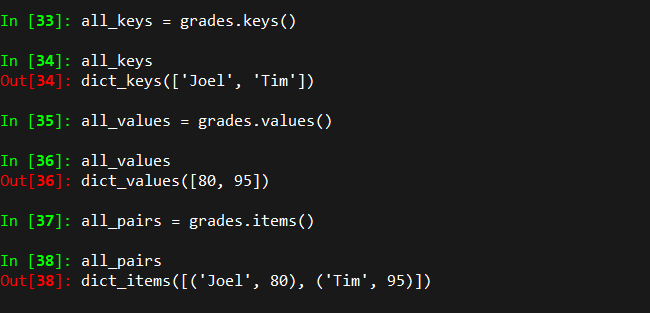 In [33]: all_keys = grades.keys()
In [34]: all_keys
Out[34]: dict_keys(['Joel', 'Tim'])
In [35]: all_values = grades.values()
In [36]: all_values
Out[36]: dict_values([80, 95])
In [37]: all_pairs = grades.items()
In [38]: all_pairs
Out[38]: dict_items([('Joel', 80), ('Tim', 95)])